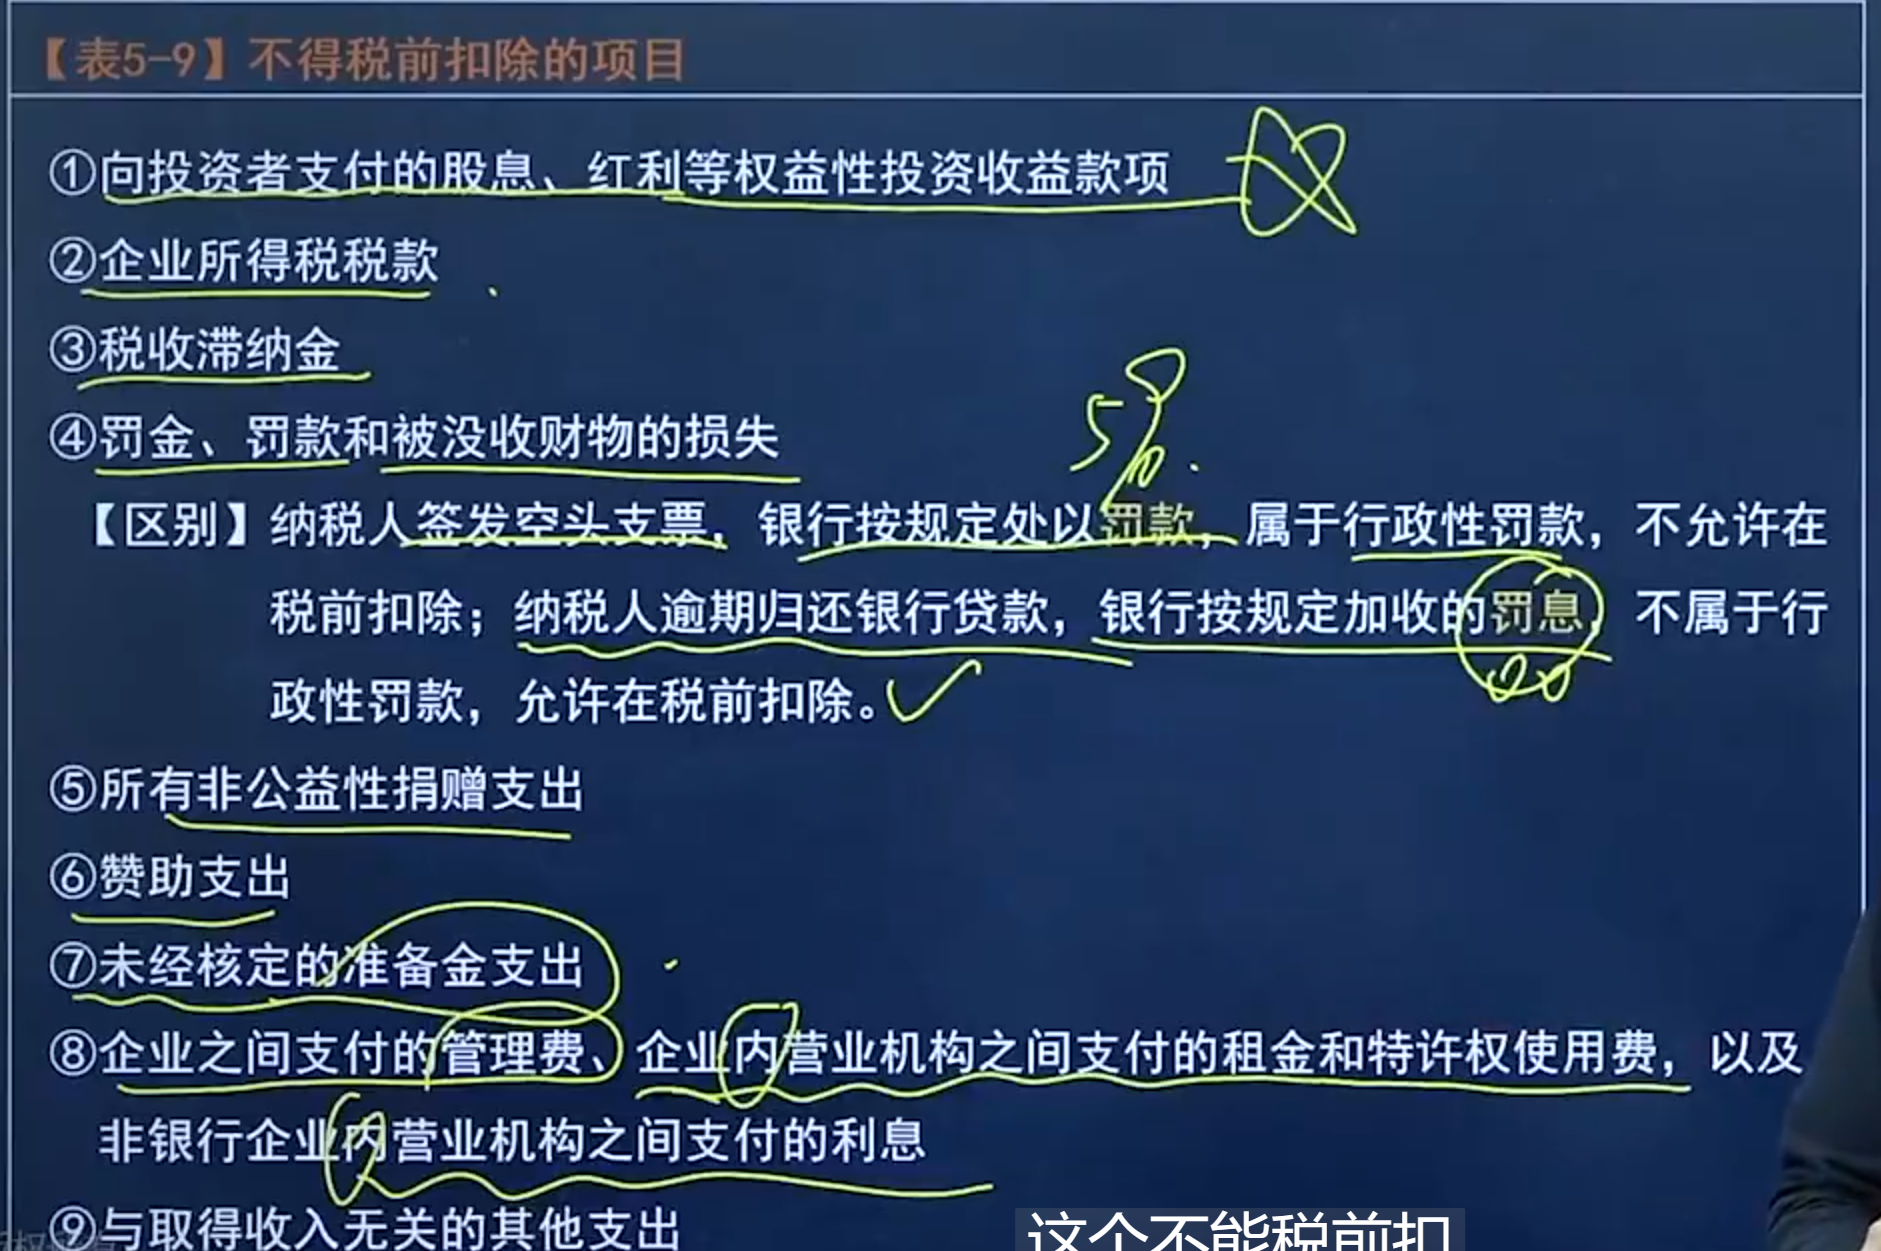 【表5-9】不得税前扣除的项目
①向投资者支付的股息、红利等权益性投资收益款项
②企业所得税税款
③税收滞纳金
④罚金、罚款和被没收财物的损失
5%
【区别】纳税人签发空头支票，银行按规定处以罚款，属于行政性罚款，不允许在
税前扣除；纳税人逾期归还银行贷款，银行按规定加收的罚息，不属于行
政性罚款，允许在税前扣除。
⑤所有非公益性捐赠支出
⑥赞助支出
⑦未经核定的准备金支出
⑧企业之间支付的管理费、企业内营业机构之间支付的租金和特许权使用费，以及
非银行企业内营业机构之间支付的利息
⑨与取得收入无关的其他支出
这个不能税前扣